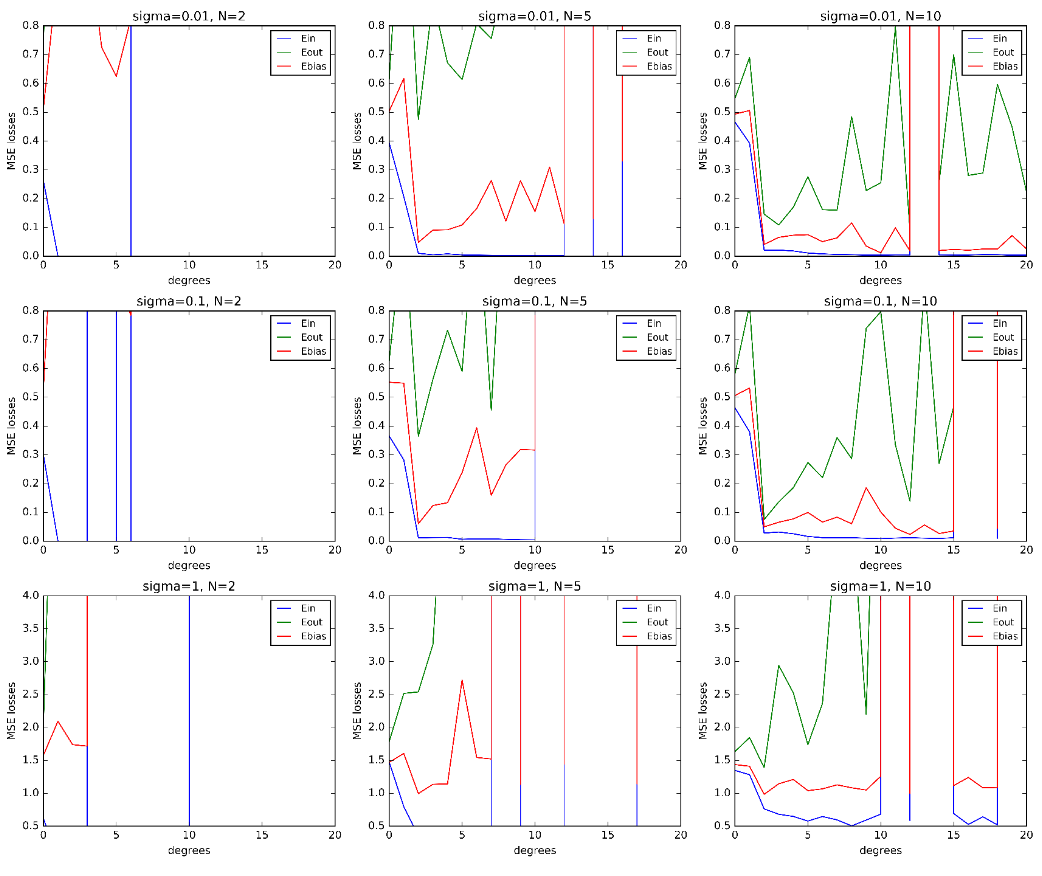 sigma=0.01, N=2
0.8
0.7
0.6
0.5
0.4
0.3
0.2
0.1
0.0
MSE losses
0
5
10
15
20
degrees
Ein
Eout
Ebias
sigma=0.01, N=5
0.8
0.7
0.6
0.5
0.4
0.3
0.2
0.1
0.0
MSE losses
0
5
10
15
20
degrees
Ein
Eout
Ebias
sigma=0.01, N=10
0.8
0.7
0.6
0.5
0.4
0.3
0.2
0.1
0.0
MSE losses
0
5
10
15
20
degrees
Ein
Eout
Ebias
sigma=0.1, N=2
0.8
0.7
0.6
0.5
0.4
0.3
0.2
0.1
0.0
MSE losses
0
5
10
15
20
degrees
Ein
Eout
Ebias
sigma=0.1, N=5
0.8
0.7
0.6
0.5
0.4
0.3
0.2
0.1
0.0
MSE losses
0
5
10
15
20
degrees
Ein
Eout
Ebias
sigma=0.1, N=10
0.8
0.7
0.6
0.5
0.4
0.3
0.2
0.1
0.0
MSE losses
0
5
10
15
20
degrees
Ein
Eout
Ebias
sigma=1, N=2
4.0
3.5
3.0
2.5
2.0
1.5
1.0
0.5
MSE losses
0
5
10
15
20
degrees
Ein
Eout
Ebias
sigma=1, N=5
4.0
3.5
3.0
2.5
2.0
1.5
1.0
0.5
MSE losses
0
5
10
15
20
degrees
Ein
Eout
Ebias
sigma=1, N=10
4.0
3.5
3.0
2.5
2.0
1.5
1.0
0.5
MSE losses
0
5
10
15
20
degrees
Ein
Eout
Ebias